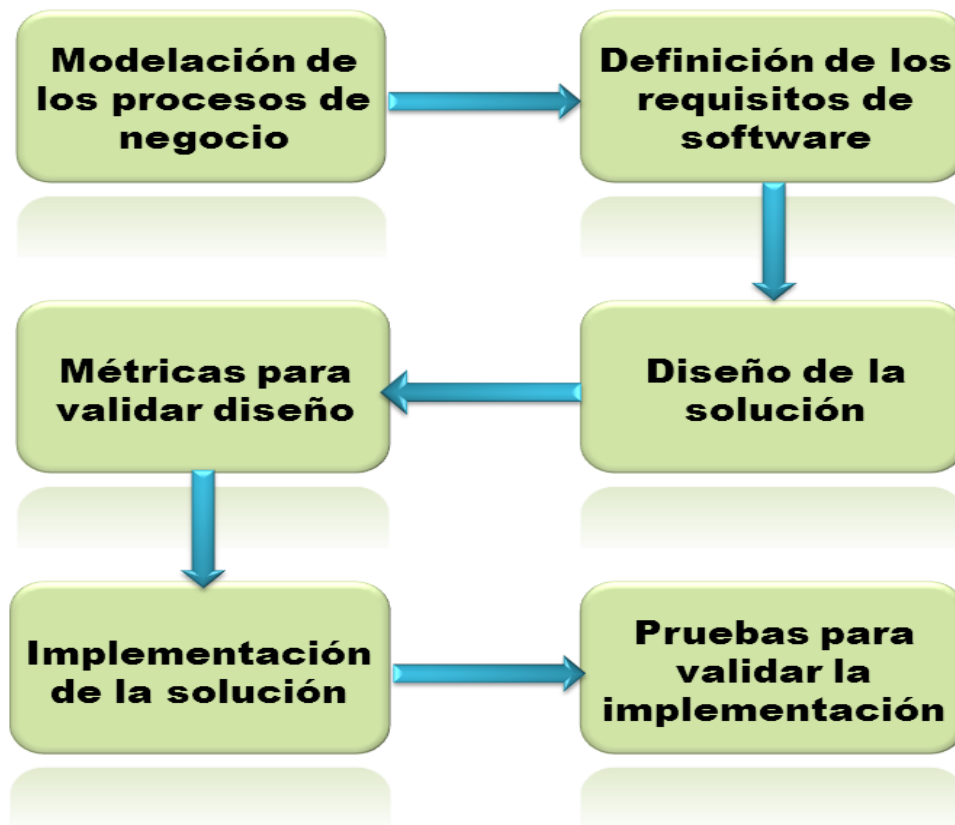 Modelación de
los procesos de
negocio
Definición de los
requisitos de
software
Diseño de la
solución
Métricas para
validar diseño
Implementación
de la solución
Pruebas para
validar la
implementación